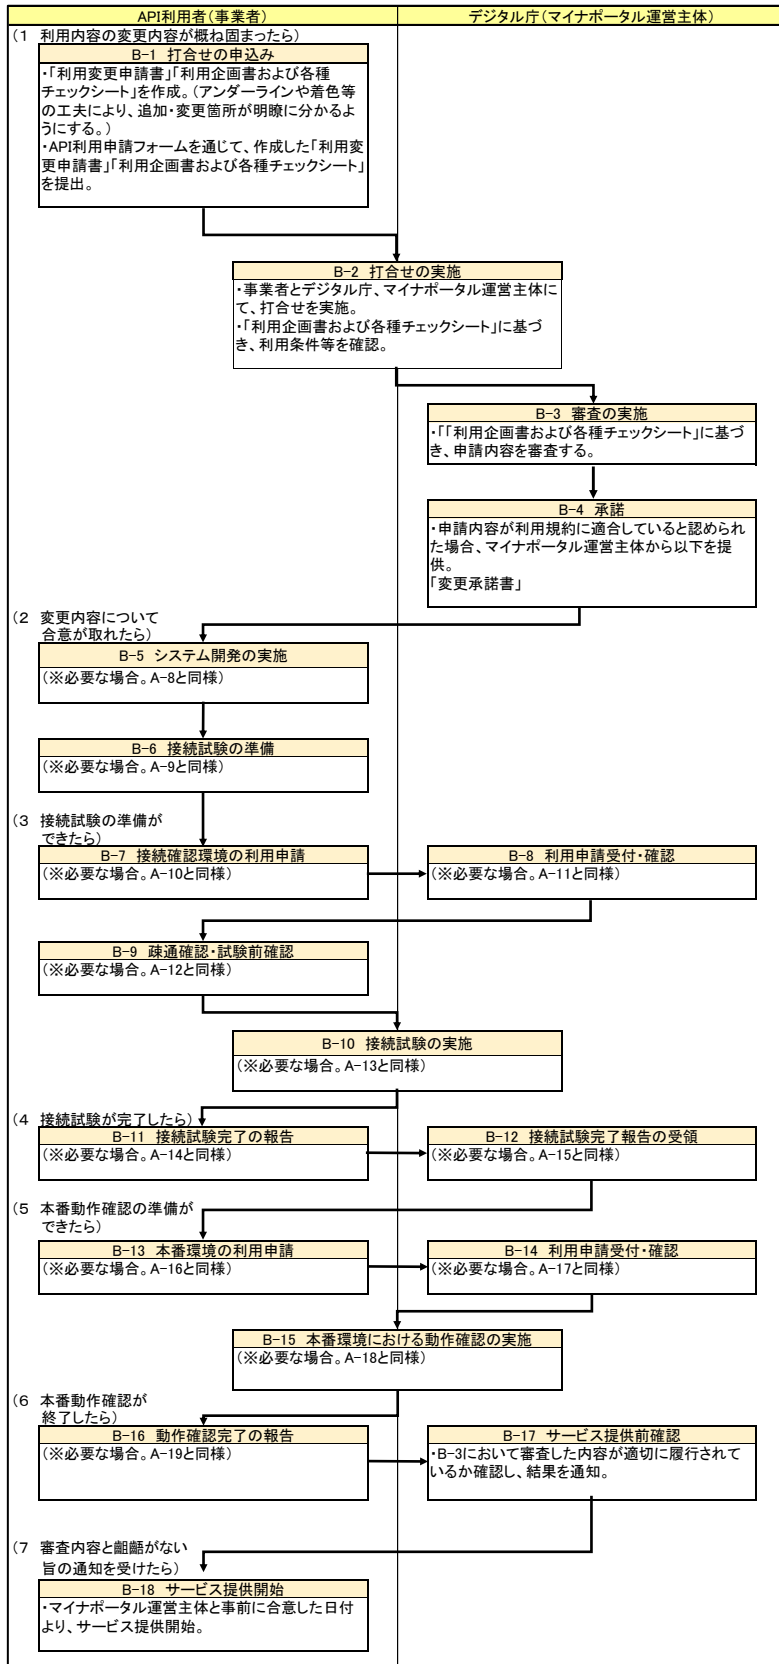 API利用者(事業者)
デジタル庁(マイナポータル運営主体)
(1 利用内容の変更内容が概ね固まったら)
B-1 打合せの申込み
・「利用変更申請書」「利用企画書および各種
チェックシート」を作成。(アンダーラインや着色等
の工夫により、追加・変更箇所が明瞭に分かるよ
うにする。)
・API利用申請フォームを通じて、作成した「利用変
更申請書」「利用企画書および各種チェックシート」
を提出。
B-2 打合せの実施
・事業者とデジタル庁、マイナポータル運営主体に
て、打合せを実施。
・「利用企画書および各種チェックシート」に基づ
き、利用条件等を確認。
B-3 審査の実施
・「「利用企画書および各種チェックシート」に基づ
き、申請内容を審査する。
B-4 承諾
・申請内容が利用規約に適合していると認められ
た場合、マイナポータル運営主体から以下を提
供。
「変更承諾書」
(2 変更内容について
合意が取れたら)
B-5 システム開発の実施
(※必要な場合。A-8と同様)
B-6 接続試験の準備
(※必要な場合。A-9と同様)
(3 接続試験の準備が
できたら)
B-7 接続確認環境の利用申請
(※必要な場合。A-10と同様)
B-8 利用申請受付・確認
(※必要な場合。A-11と同様)
B-9 疎通確認・試験前確認
(※必要な場合。A-12と同様)
B-10 接続試験の実施
(※必要な場合。A-13と同様)
(4 接続試験が完了したら)
B-11 接続試験完了の報告
(※必要な場合。A-14と同様)
B-12 接続試験完了報告の受領
(※必要な場合。A-15と同様)
(5 本番動作確認の準備が
できたら)
B-13 本番環境の利用申請
(※必要な場合。A-16と同様)
B-14 利用申請受付・確認
(※必要な場合。A-17と同様)
B-15 本番環境における動作確認の実施
(※必要な場合。A-18と同様)
(6 本番動作確認が
終了したら)
B-16 動作確認完了の報告
(※必要な場合。A-19と同様)
B-17 サービス提供前確認
・B-3において審査した内容が適切に履行されて
いるか確認し、結果を通知。
(7 審査内容と齟齬がない
旨の通知を受けたら)
B-18 サービス提供開始
・マイナポータル運営主体と事前に合意した日付
より、サービス提供開始。